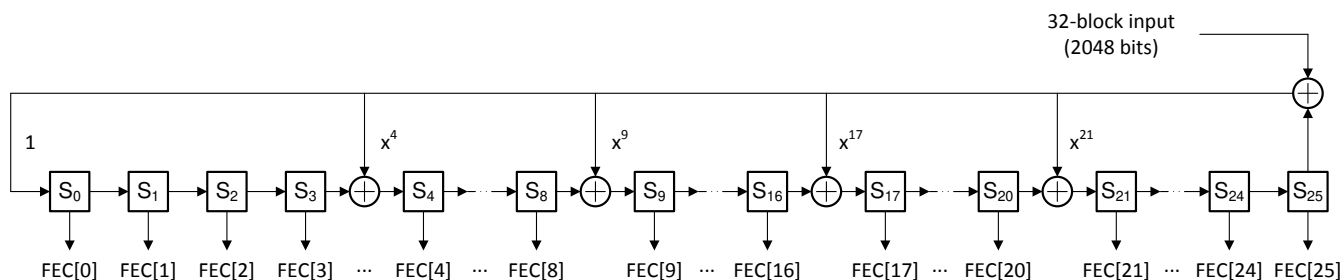 32-block input
(2048 bits)
1 x⁴ x⁹ x¹⁷ x²¹
S₀ S₁ S₂ S₃ S₄ ··· S₈ S₉ ··· S₁₆ S₁₇ ··· S₂₀ S₂₁ ··· S₂₄ S₂₅
FEC[0] FEC[1] FEC[2] FEC[3] ··· FEC[4] ··· FEC[8] FEC[9] ··· FEC[16] FEC[17] ··· FEC[20] FEC[21] ··· FEC[24] FEC[25]